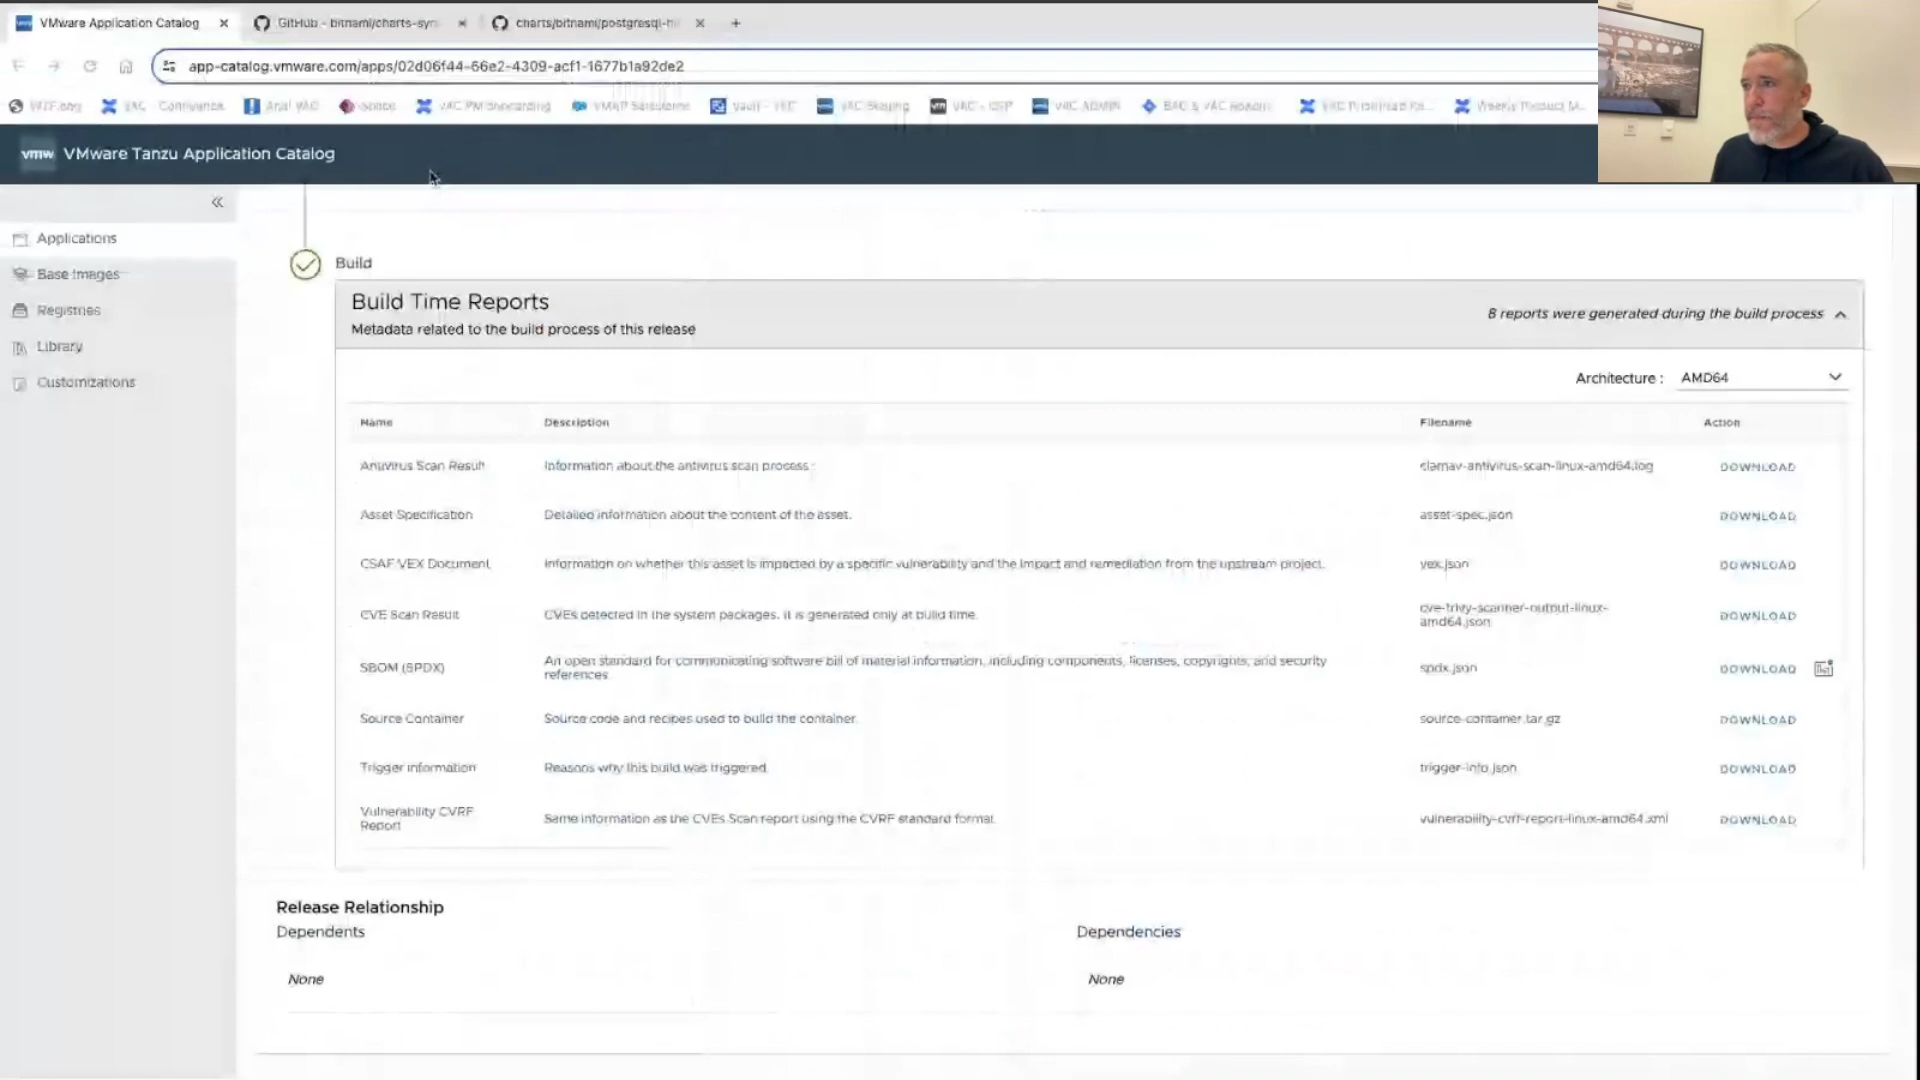 VMware Application Catalog
GitHub - bitnami/charts-syn
charts/bitnami/postgresql-h
app-catalog.vmware.com/apps/02d06f44-66e2-4309-acf1-1677b1a92de2
VAC PM onboarding
VAC Staging
VAC - CSP
VAC ADMIN
vmw VMware Tanzu Application Catalog
Applications
Base Images
Registries
Library
Customizations
Build
Build Time Reports
Metadata related to the build process of this release
8 reports were generated during the build process
Architecture : AMD64
Name Description Filename Action
Antivirus Scan Result Information about the antivirus scan process. clamav-antivirus-scan-linux-amd64.log DOWNLOAD
Asset Specification Detailed information about the content of the asset. asset-spec.json DOWNLOAD
CSAF VEX Document Information on whether this asset is impacted by a specific vulnerability and the impact and remediation from the upstream project. vex.json DOWNLOAD
CVE Scan Result CVEs detected in the system packages. It is generated only at build time. cve-trivy-scanner-output-linux-
amd64.json DOWNLOAD
SBOM (SPDX) An open standard for communicating software bill of material information, including components, licenses, copyrights, and security
references spdx.json DOWNLOAD
Source Container Source code and recipes used to build the container. source-container.tar.gz DOWNLOAD
Trigger Information Reasons why this build was triggered. trigger-info.json DOWNLOAD
Vulnerability CVRF
Report Same information as the CVEs Scan report using the CVRF standard format. vulnerability-cvrf-report-linux-amd64.xml DOWNLOAD
Release Relationship
Dependents Dependencies
None None